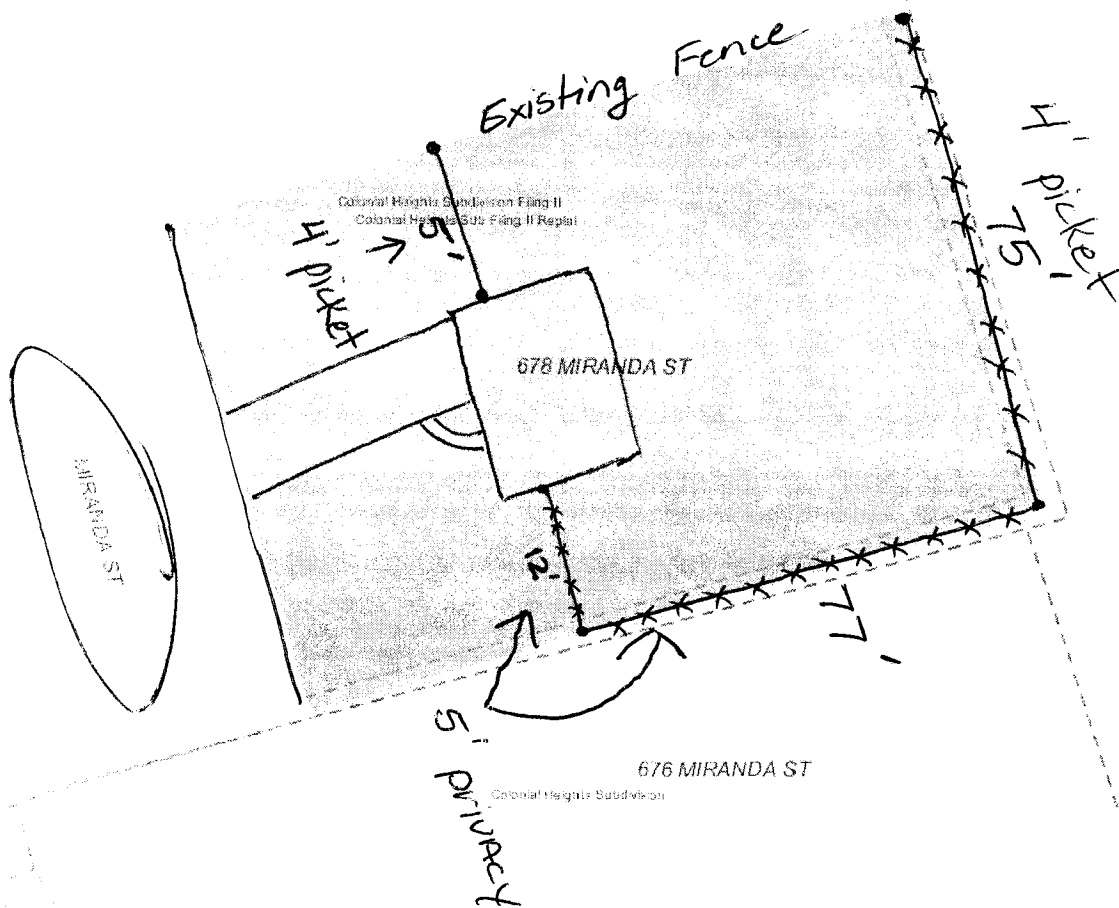 Existing Fence
4' picket
75'
Colonial Heights Subdivision Filing II
Colonial Heights Sub Filing II Replat
5'
4' picket
678 MIRANDA ST
MIRANDA ST
12'
77'
5' privacy
676 MIRANDA ST
Colonial Heights Subdivision